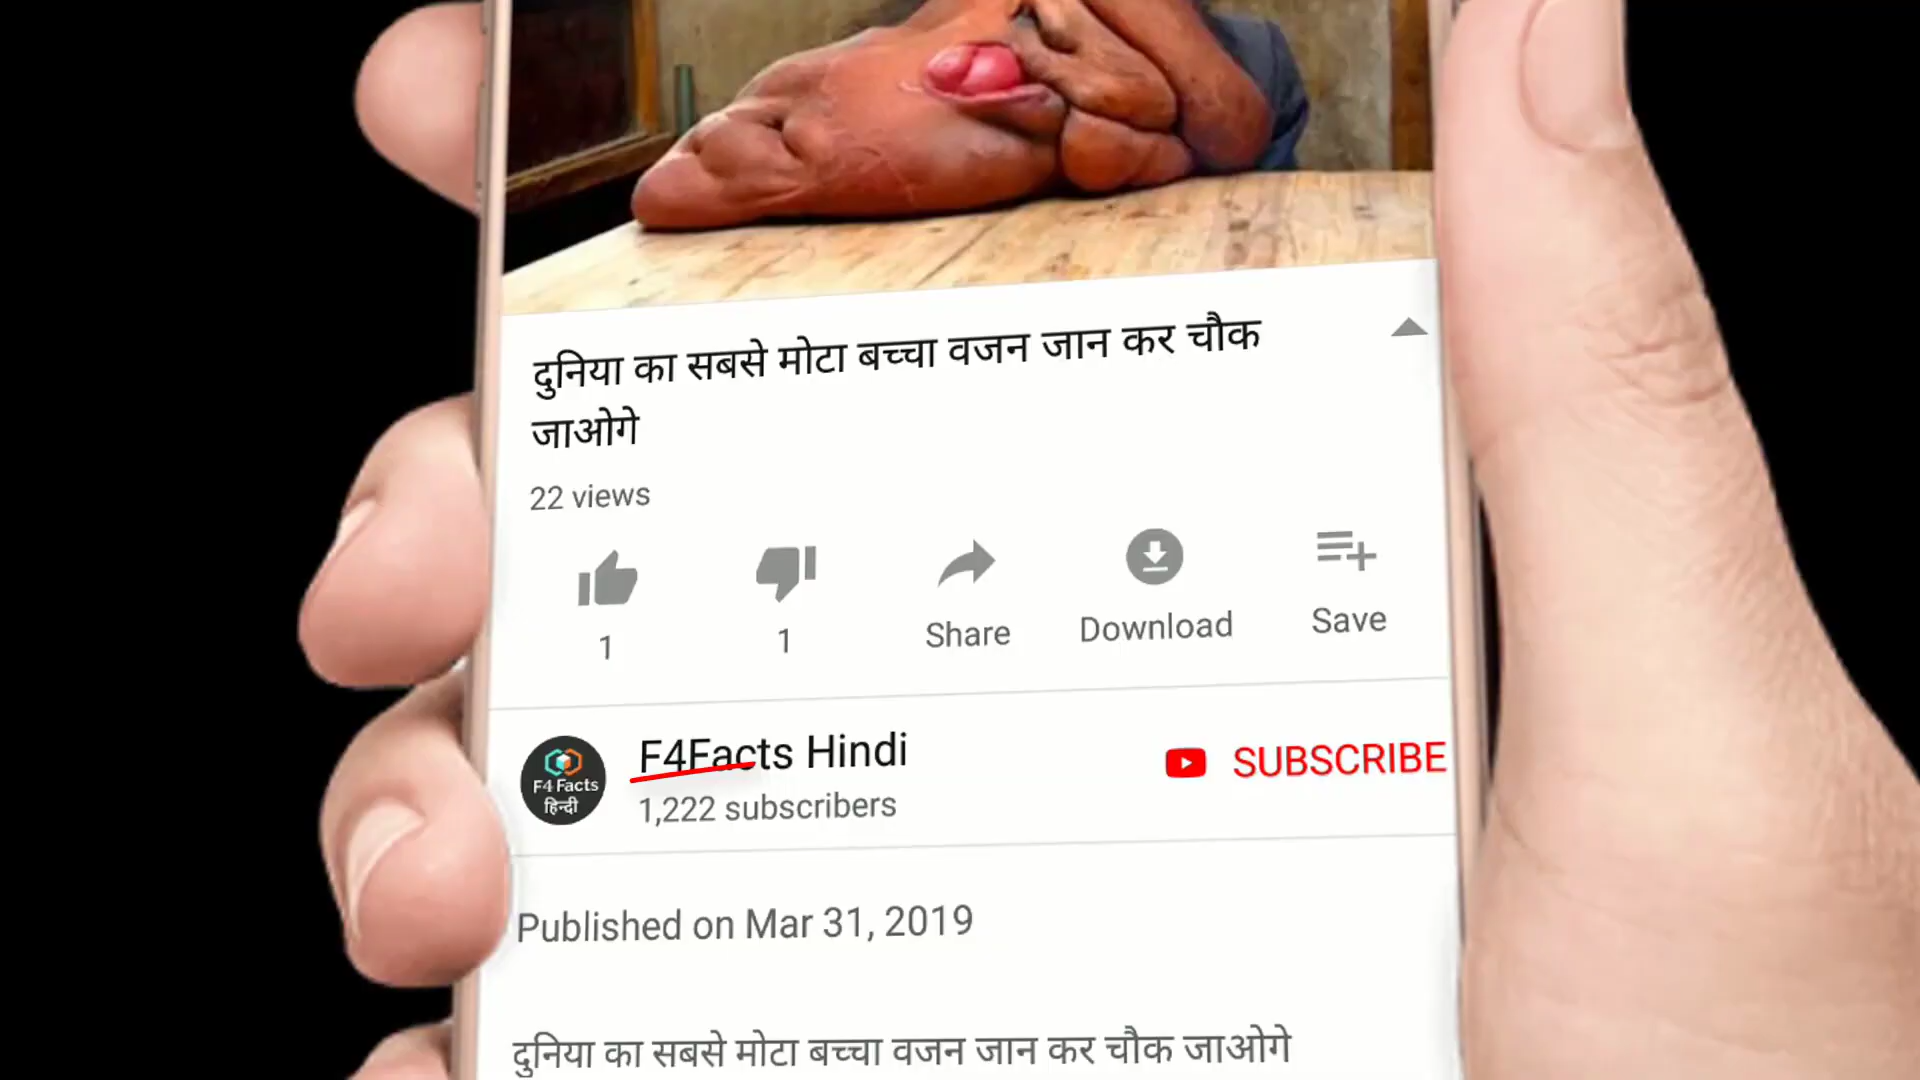 दुनिया का सबसे मोटा बच्चा वजन जान कर चौक
जाओगे
22 views
1
1
Share
Download
Save
F4 Facts
हिन्दी
F4Facts Hindi
1,222 subscribers
SUBSCRIBE
Published on Mar 31, 2019
दुनिया का सबसे मोटा बच्चा वजन जान कर चौक जाओगे